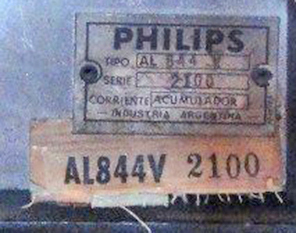 PHILIPS
TIPO AL 844 V
SERIE 2100
CORRIENTE ACUMULADOR
— INDUSTRIA ARGENTINA
AL844V 2100